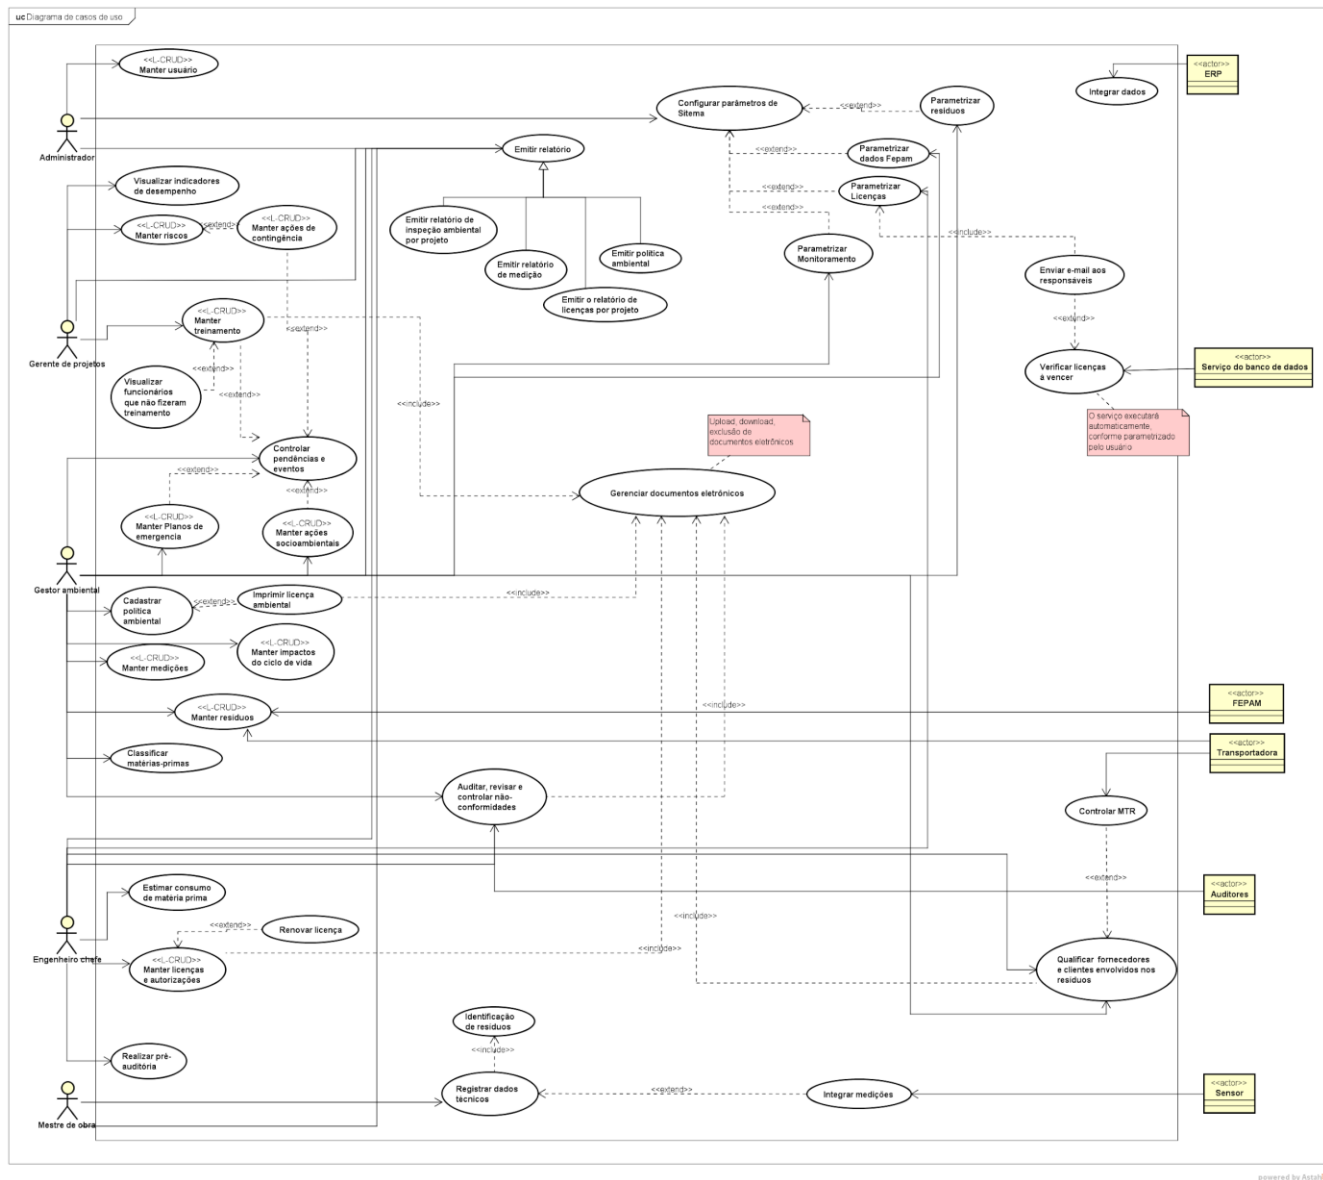 uc Diagrama de casos de uso
<<L-CRUD>>
Manter usuário
<<actor>>
ERP
Integrar dados
Configurar parâmetros de
Sitema
<<extend>>
Parametrizar
resíduos
Administrador
Emitir relatório
<<extend>>
Parametrizar
dados Fepam
Visualizar indicadores
de desempenho
<<extend>>
Parametrizar
Licenças
<<extend>>
<<L-CRUD>>
Manter riscos
<<extend>>
<<L-CRUD>>
Manter ações de
contingência
Emitir relatório de
inspeção ambiental
por projeto
Emitir relatório
de medição
Emitir política
ambiental
Emitir o relatório de
licenças por projeto
Parametrizar
Monitoramento
<<include>>
Enviar e-mail aos
responsáveis
<<L-CRUD>>
Manter
treinamento
<<extend>>
<<extend>>
Gerente de projetos
Verificar licenças
à vencer
<<actor>>
Serviço do banco de dados
<<extend>>
Visualizar
funcionários
que não fizeram
treinamento
<<extend>>
<<include>>
Upload, download,
exclusão de
documentos eletrônicos
O serviço executará
automaticamente,
conforme parametrizado
pelo usuário
Controlar
pendências e
eventos
<<extend>>
<<extend>>
Gerenciar documentos eletrônicos
<<L-CRUD>>
Manter Planos de
emergencia
<<L-CRUD>>
Manter ações
socioambientais
Gestor ambiental
Cadastrar
política
ambiental
<<extend>>
Imprimir licença
ambiental
<<include>>
<<L-CRUD>>
Manter medições
<<L-CRUD>>
Manter impactos
do ciclo de vida
<<L-CRUD>>
Manter resíduos
<<include>>
<<actor>>
FEPAM
<<actor>>
Transportadora
Classificar
matérias-primas
Auditar, revisar e
controlar não-
conformidades
Controlar MTR
<<extend>>
<<actor>>
Auditores
Estimar consumo
de matéria prima
<<extend>>
Renovar licença
<<include>>
<<include>>
Engenheiro chefe
<<L-CRUD>>
Manter licenças
e autorizações
Qualificar fornecedores
e clientes envolvidos nos
resíduos
Identificação
de resíduos
<<include>>
Realizar pré-
auditória
Registrar dados
técnicos
<<extend>>
Integrar medições
<<actor>>
Sensor
Mestre de obra
powered by Astah